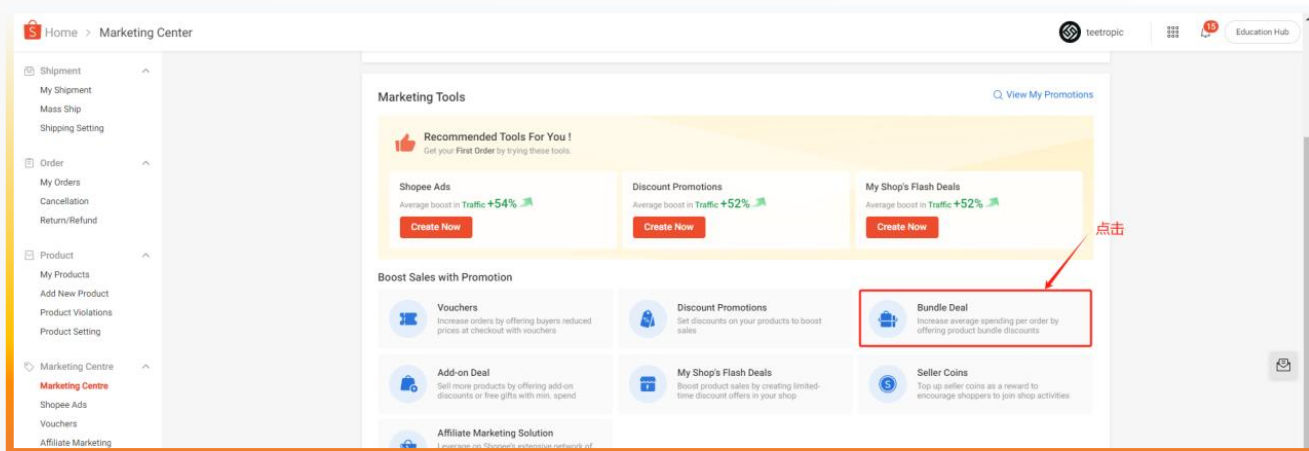 Home > Marketing Center
teetropic
15
Education Hub
Shipment
My Shipment
Mass Ship
Shipping Setting
Order
My Orders
Cancellation
Return/Refund
Product
My Products
Add New Product
Product Violations
Product Setting
Marketing Centre
Marketing Centre
Shopee Ads
Vouchers
Affiliate Marketing
Marketing Tools
View My Promotions
Recommended Tools For You !
Get your First Order by trying these tools.
Shopee Ads
Average boost in Traffic +54%
Create Now
Discount Promotions
Average boost in Traffic +52%
Create Now
My Shop's Flash Deals
Average boost in Traffic +52%
Create Now
点击
Boost Sales with Promotion
Vouchers
Increase orders by offering buyers reduced
prices at checkout with vouchers
Discount Promotions
Set discounts on your products to boost
sales
Bundle Deal
Increase average spending per order by
offering product bundle discounts
Add-on Deal
Sell more products by offering add-on
discounts or free gifts with min. spend
My Shop's Flash Deals
Boost product sales by creating limited-
time discount offers in your shop
Seller Coins
Top up seller coins as a reward to
encourage shoppers to join shop activities
Affiliate Marketing Solution
Leverage on Shopee's extensive network of